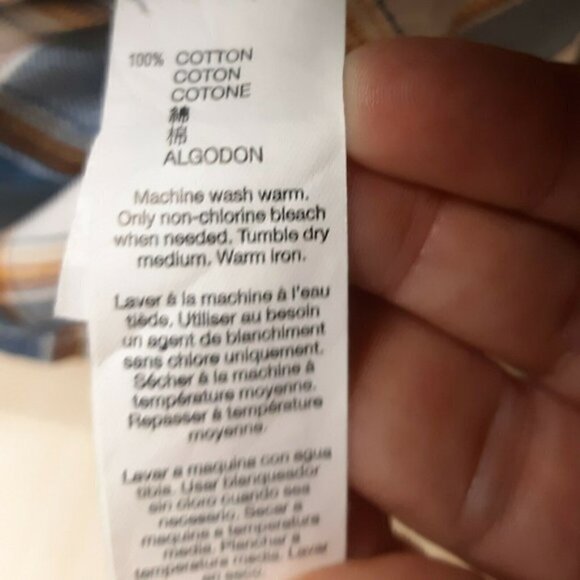 100% COTTON
COTON
COTONE
綿
棉
ALGODON
Machine wash warm.
Only non-chlorine bleach
when needed. Tumble dry
medium. Warm iron.
Laver à la machine à l'eau
tiède. Utiliser au besoin
un agent de blanchiment
sans chlore uniquement.
Sécher à la machine à
température moyenne.
Repasser à température
moyenne.
Lavar a maquina con agua
tibia. Usar blanqueador
sin cloro cuando sea
necesario. Secar a
maquina a temperatura
media. Planchar a
temperatura media. Lavar
en seco.